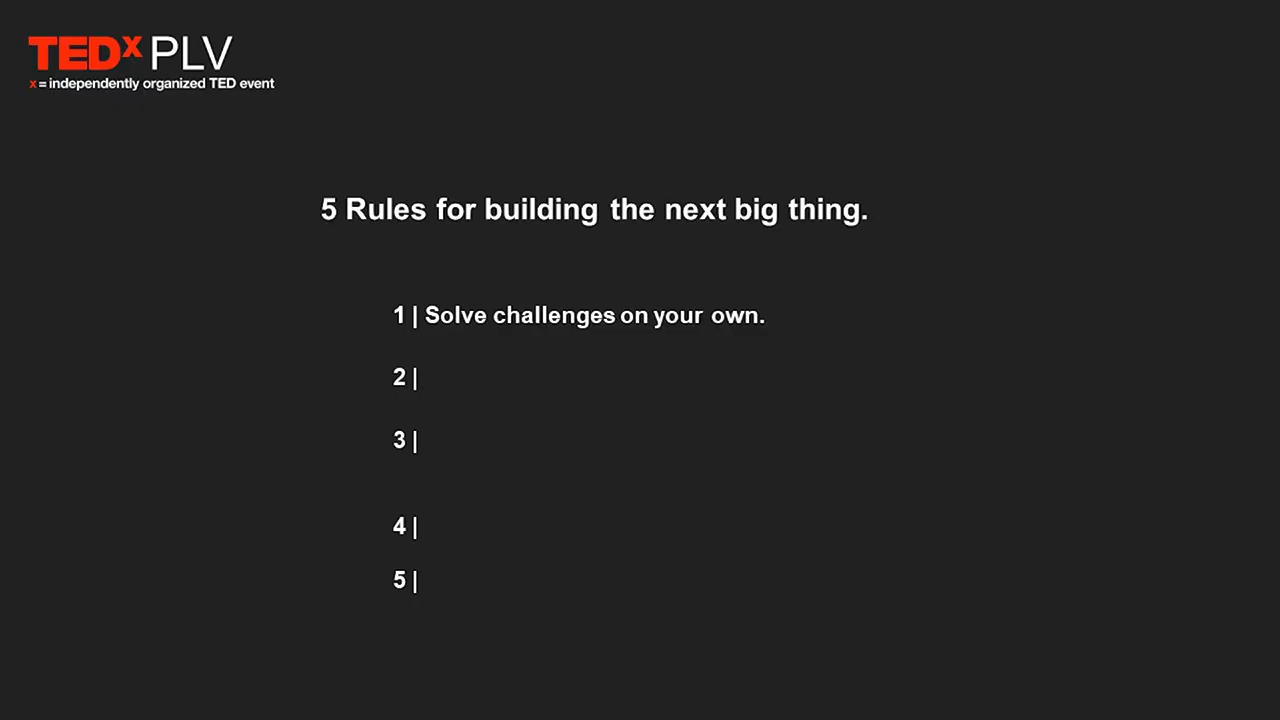 TEDx PLV
x = independently organized TED event
5 Rules for building the next big thing.
1 | Solve challenges on your own.
2 |
3 |
4 |
5 |